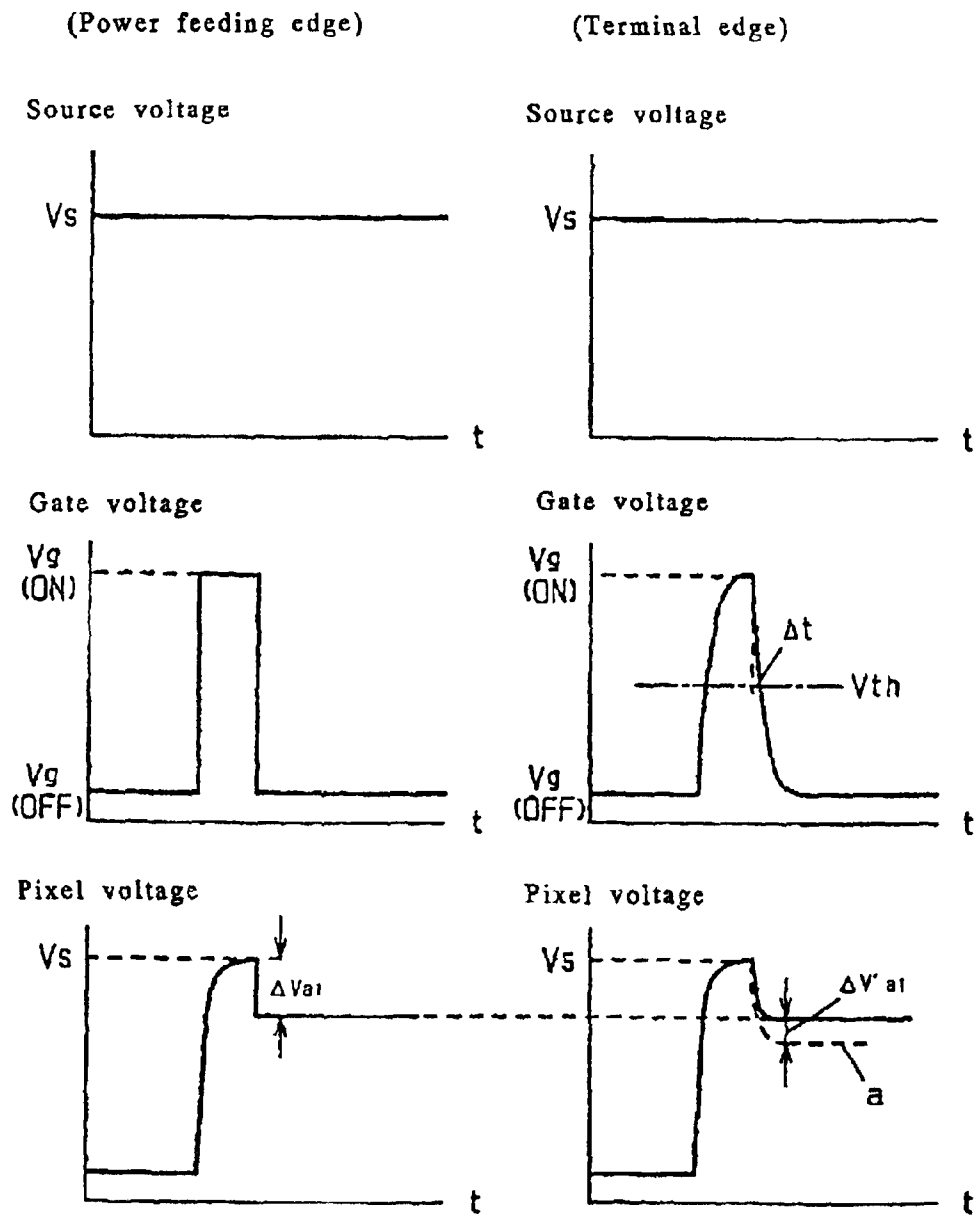 (Power feeding edge)
(Terminal edge)
Source voltage
Source voltage
Vs
Vs
t
t
Gate voltage
Gate voltage
Vg
(ON)
Vg
(ON)
Δt
Vth
Vg
(OFF)
Vg
(OFF)
t
t
Pixel voltage
Pixel voltage
Vs
Vs
ΔVa1
ΔV'a1
a
t
t